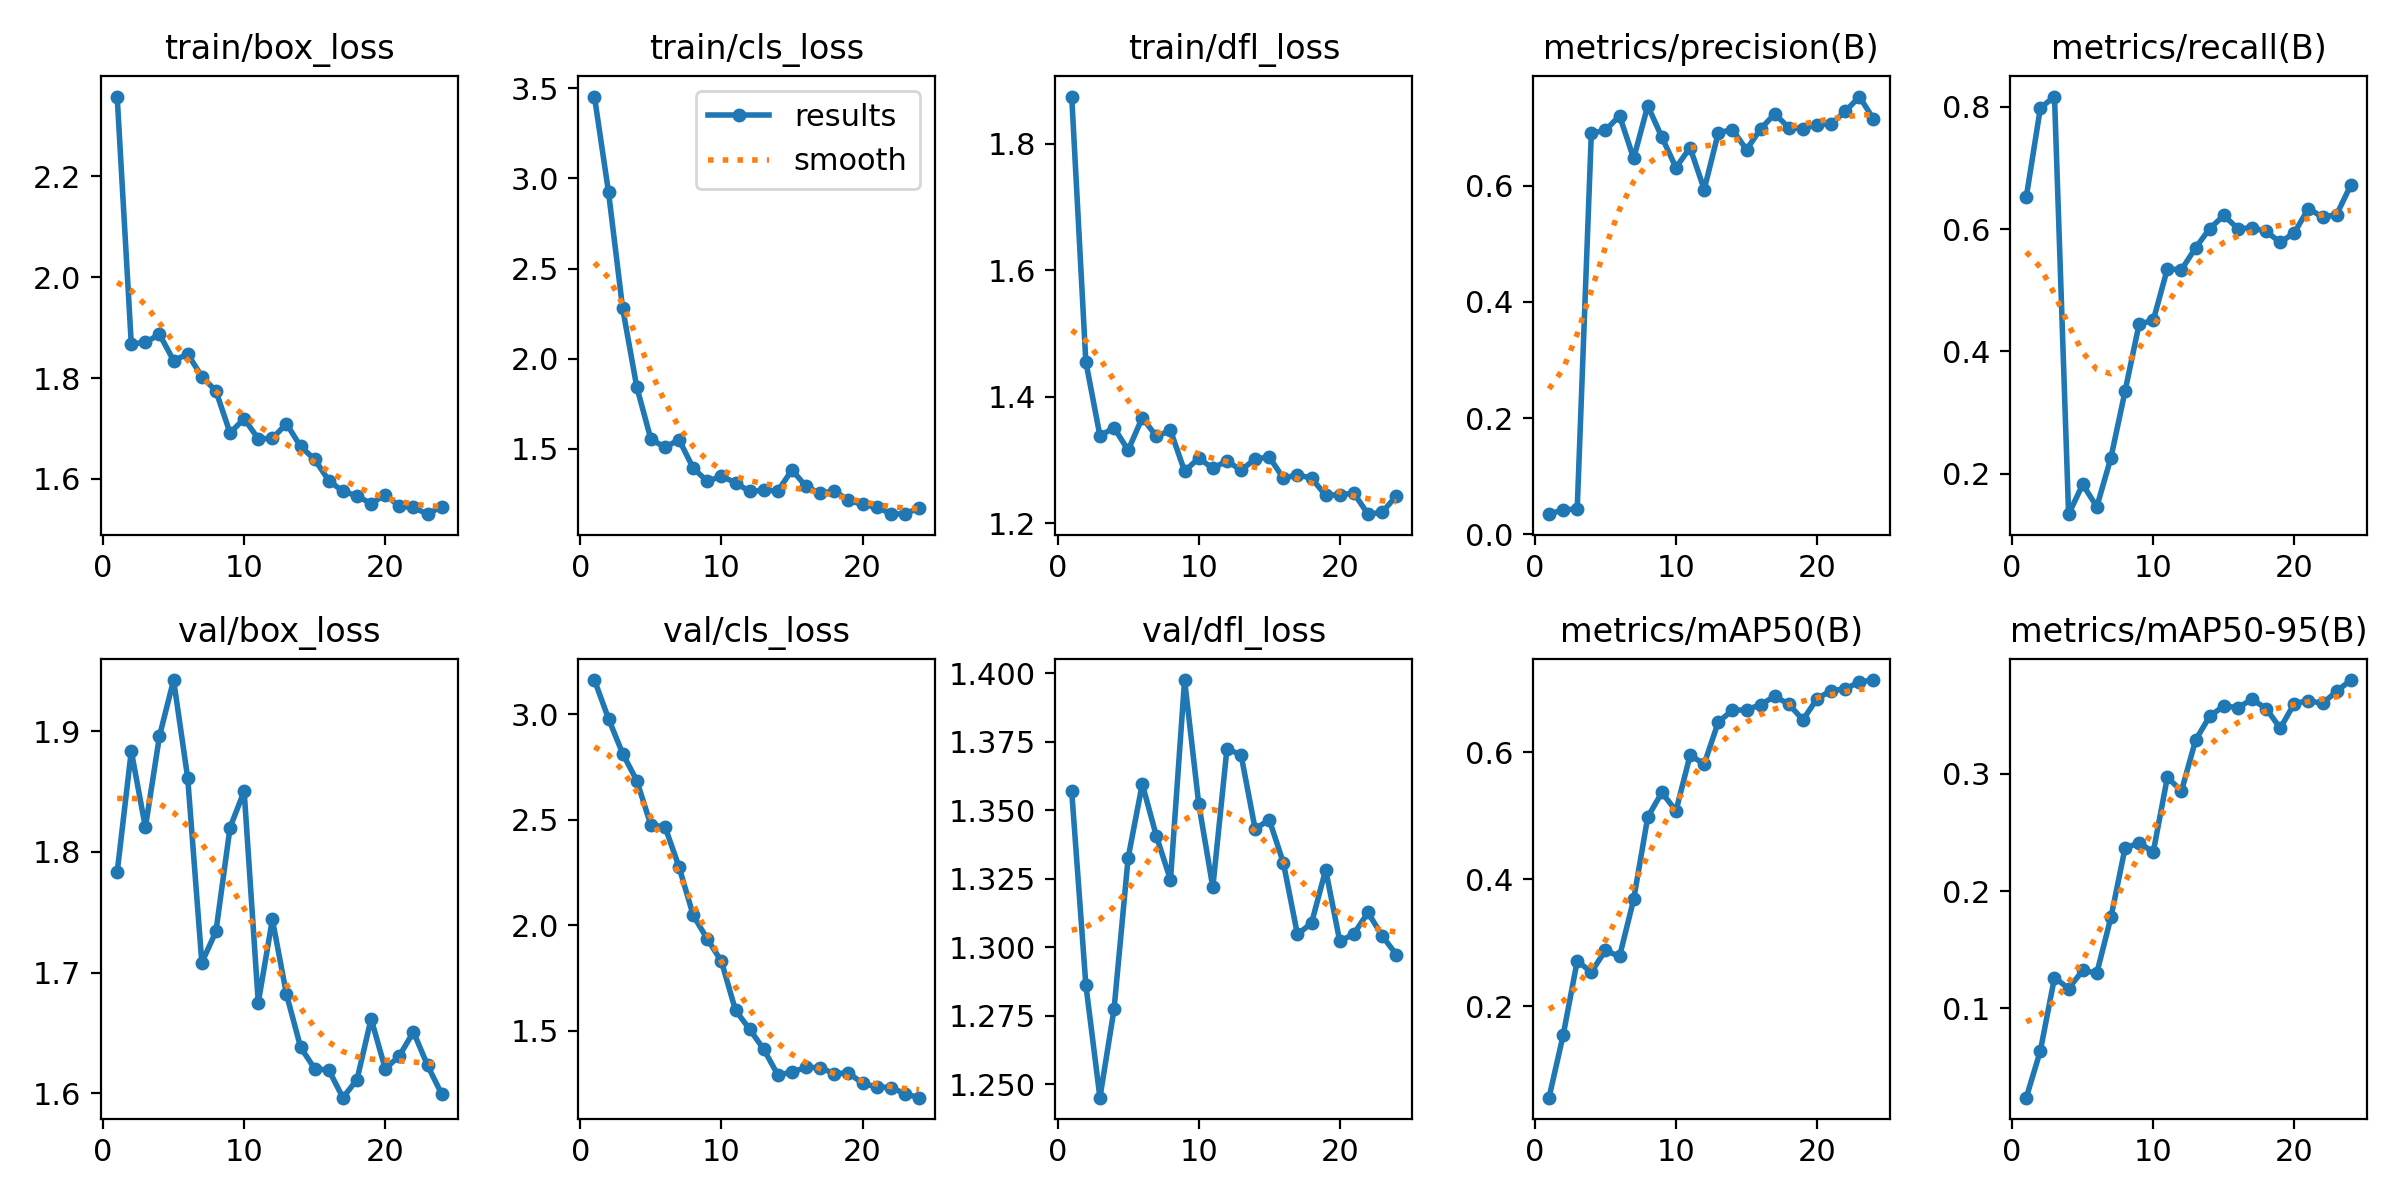 train/box_loss
2.2
2.0
1.8
1.6
0 10 20
train/cls_loss
results
smooth
3.5
3.0
2.5
2.0
1.5
0 10 20
train/dfl_loss
1.8
1.6
1.4
1.2
0 10 20
metrics/precision(B)
0.6
0.4
0.2
0.0
0 10 20
metrics/recall(B)
0.8
0.6
0.4
0.2
0 10 20
val/box_loss
1.9
1.8
1.7
1.6
0 10 20
val/cls_loss
3.0
2.5
2.0
1.5
0 10 20
val/dfl_loss
1.400
1.375
1.350
1.325
1.300
1.275
1.250
0 10 20
metrics/mAP50(B)
0.6
0.4
0.2
0 10 20
metrics/mAP50-95(B)
0.3
0.2
0.1
0 10 20